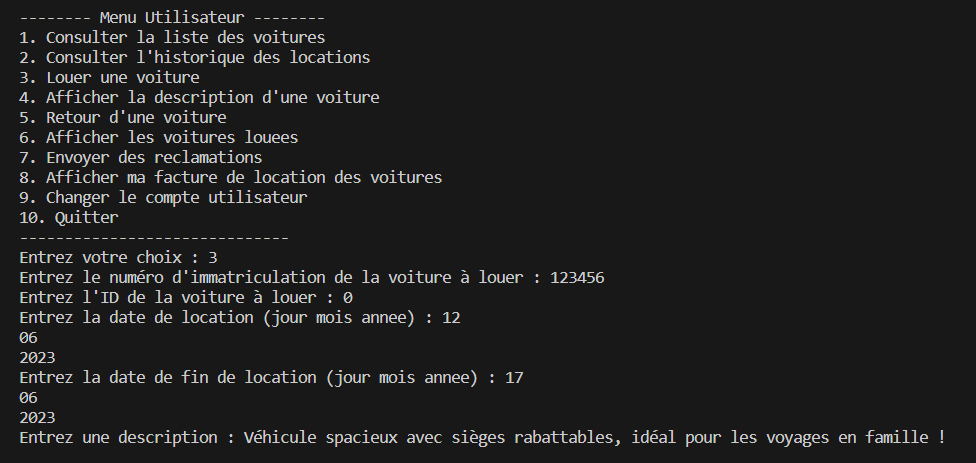 -------- Menu Utilisateur --------
1. Consulter la liste des voitures
2. Consulter l'historique des locations
3. Louer une voiture
4. Afficher la description d'une voiture
5. Retour d'une voiture
6. Afficher les voitures louees
7. Envoyer des reclamations
8. Afficher ma facture de location des voitures
9. Changer le compte utilisateur
10. Quitter
------------------------------
Entrez votre choix : 3
Entrez le numéro d'immatriculation de la voiture à louer : 123456
Entrez l'ID de la voiture à louer : 0
Entrez la date de location (jour mois annee) : 12
06
2023
Entrez la date de fin de location (jour mois annee) : 17
06
2023
Entrez une description : Véhicule spacieux avec sièges rabattables, idéal pour les voyages en famille !